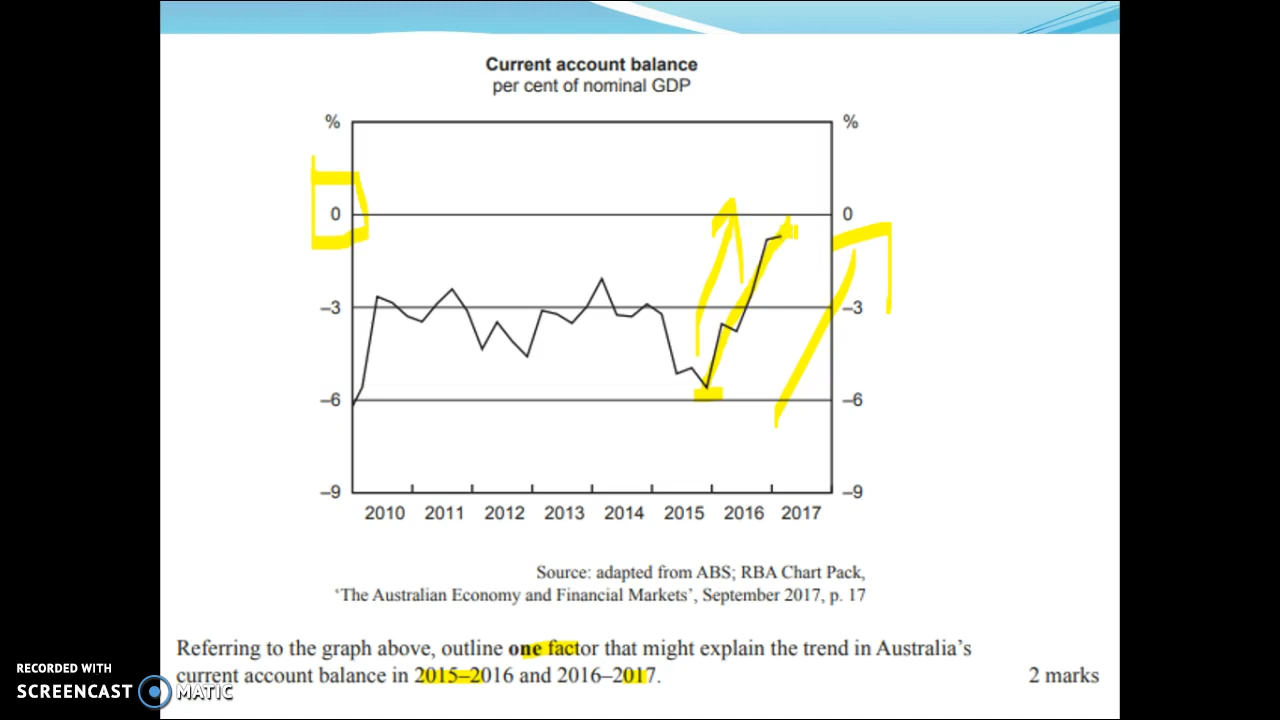 Current account balance
per cent of nominal GDP
% %
0 0
–3 –3
–6 –6
–9 –9
2010 2011 2012 2013 2014 2015 2016 2017
Source: adapted from ABS; RBA Chart Pack,
‘The Australian Economy and Financial Markets’, September 2017, p. 17
Referring to the graph above, outline one factor that might explain the trend in Australia’s
current account balance in 2015–2016 and 2016–2017. 2 marks
RECORDED WITH
SCREENCAST MATIC